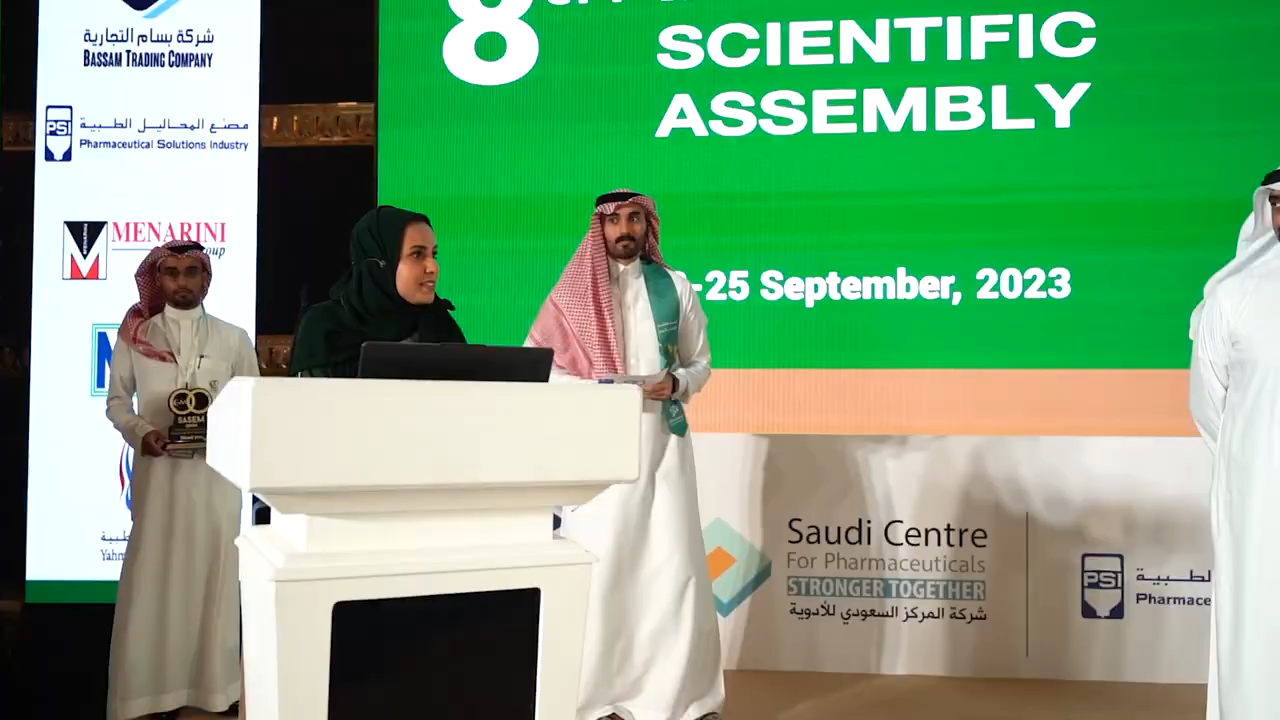 شركة بسام التجارية
BASSAM TRADING COMPANY
PSI
مصنع المحاليل الطبية
Pharmaceutical Solutions Industry
MENARINI
8
SCIENTIFIC
ASSEMBLY
-25 September, 2023
SASEM
Saudi Centre
For Pharmaceuticals
STRONGER TOGETHER
شركة المركز السعودي للأدوية
PSI